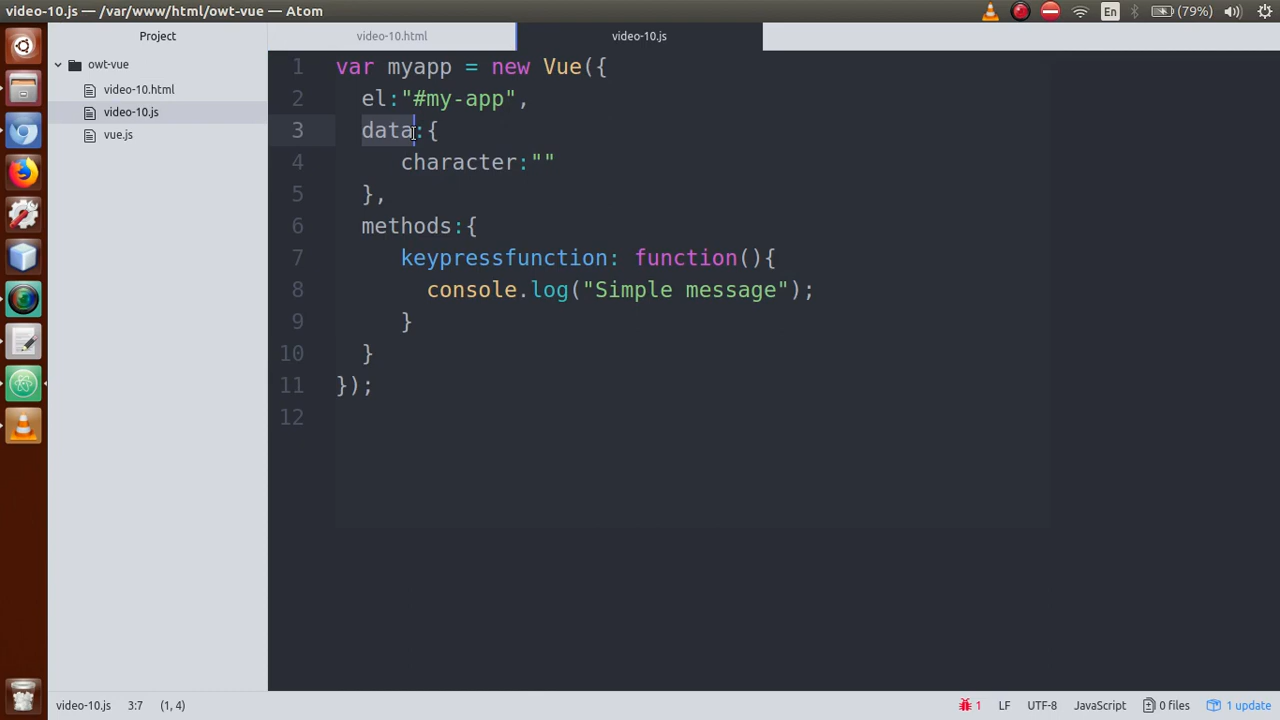 video-10.js — /var/www/html/owt-vue — Atom
En
(79%)
Project
owt-vue
video-10.html
video-10.js
vue.js
video-10.html
video-10.js
1 var myapp = new Vue({
2 el:"#my-app",
3 data:{
4 character:""
5 },
6 methods:{
7 keypressfunction: function(){
8 console.log("Simple message");
9 }
10 }
11 });
12
video-10.js 3:7 (1, 4)
1 LF UTF-8 JavaScript 0 files 1 update